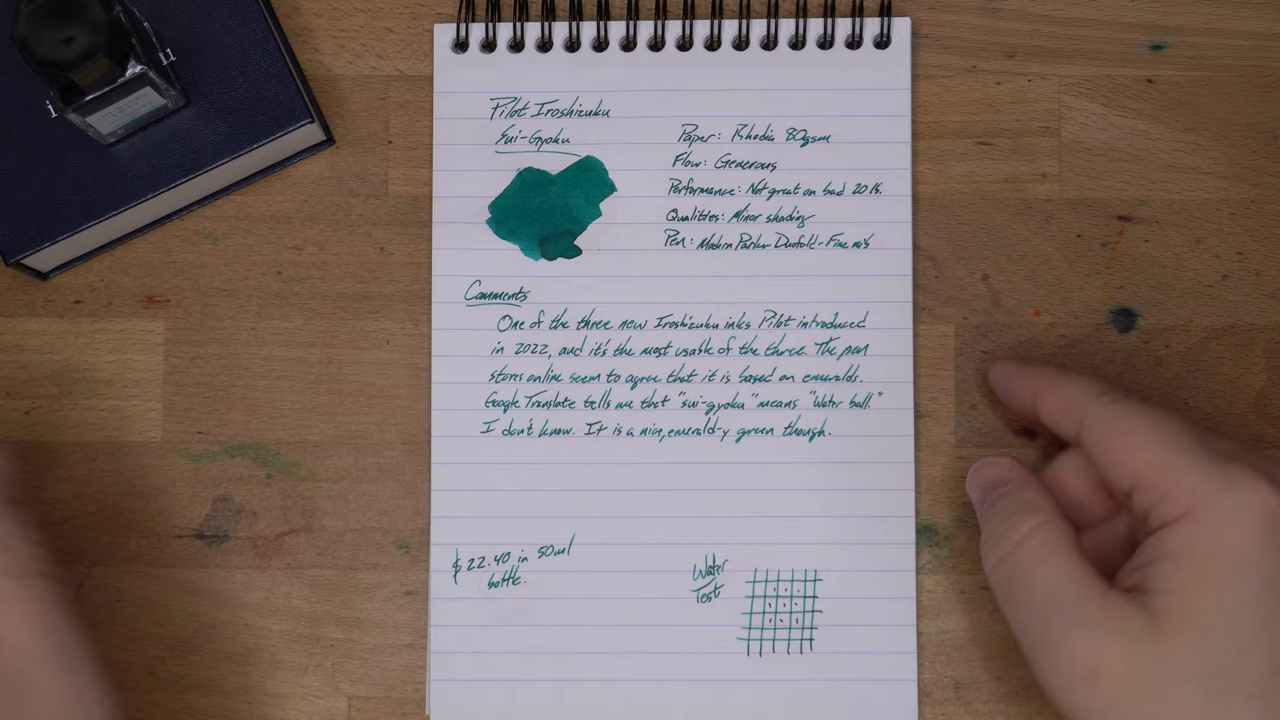 Pilot Iroshizuku
Sui-Gyoku
Paper: Rhodia 80gsm
Flow: Generous
Performance: Not great on bad 20 lb.
Qualities: Minor shading
Pen: Modern Parker Duofold - Fine nib
Comments
One of the three new Iroshizuku inks Pilot introduced
in 2022, and it's the most usable of the three. The pen
stores online seem to agree that it is based on emeralds.
Google Translate tells me that "sui-gyoku" means "Water ball."
I don't know. It is a nice, emerald-y green though.
$22.40 in 50ml
bottle.
Water
Test